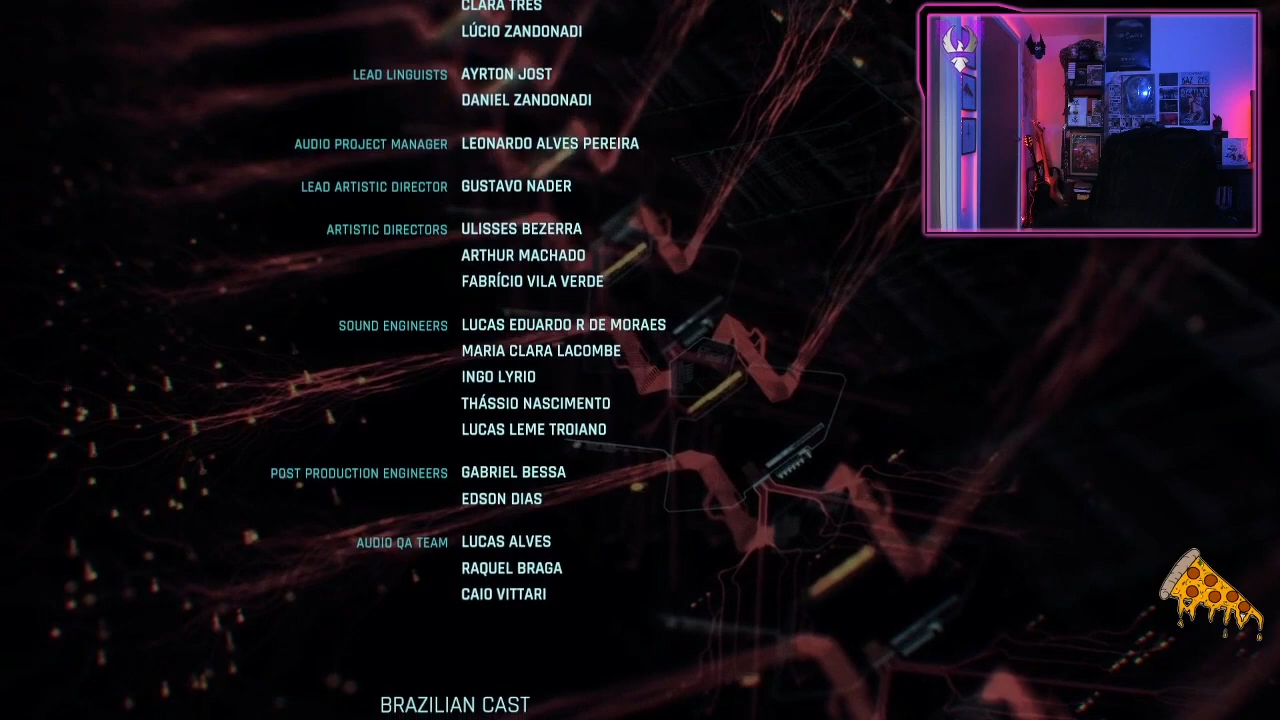 CLARA TRÊS
LÚCIO ZANDONADI
LEAD LINGUISTS AYRTON JOST
DANIEL ZANDONADI
AUDIO PROJECT MANAGER LEONARDO ALVES PEREIRA
LEAD ARTISTIC DIRECTOR GUSTAVO NADER
ARTISTIC DIRECTORS ULISSES BEZERRA
ARTHUR MACHADO
FABRÍCIO VILA VERDE
SOUND ENGINEERS LUCAS EDUARDO R DE MORAES
MARIA CLARA LACOMBE
INGO LYRIO
THÁSSIO NASCIMENTO
LUCAS LEME TROIANO
POST PRODUCTION ENGINEERS GABRIEL BESSA
EDSON DIAS
AUDIO QA TEAM LUCAS ALVES
RAQUEL BRAGA
CAIO VITTARI
BRAZILIAN CAST